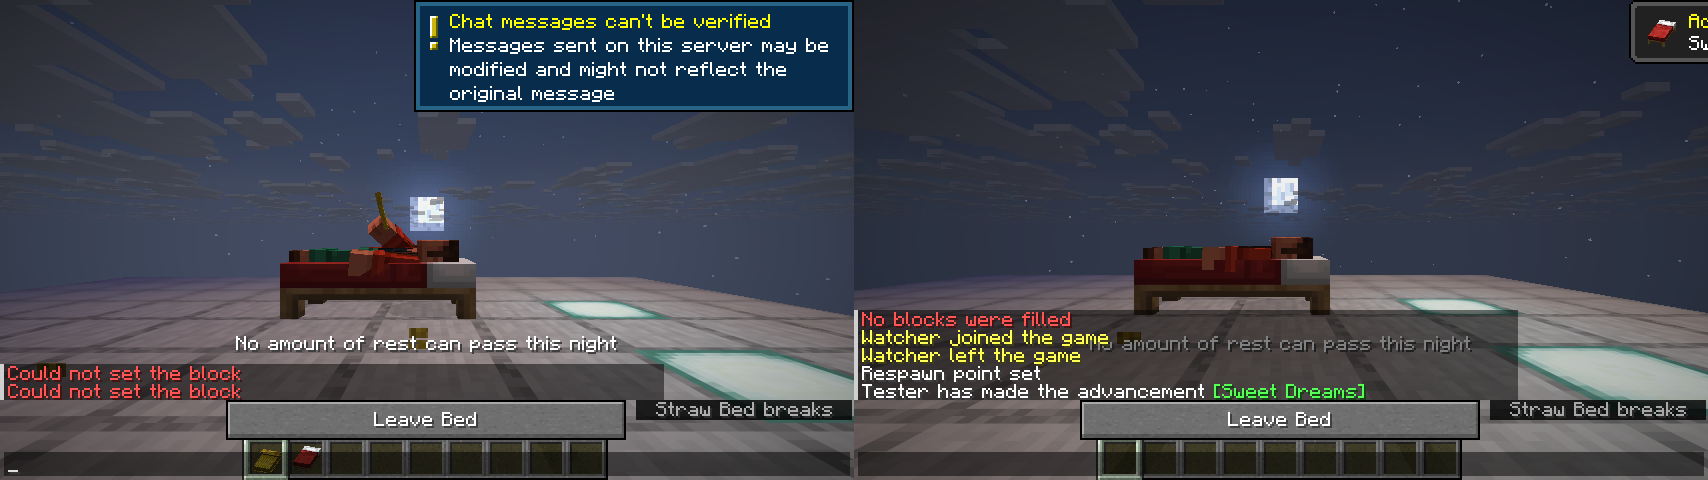 Chat messages can't be verified
Messages sent on this server may be
modified and might not reflect the
original message
No amount of rest can pass this night
Could not set the block
Could not set the block
Straw Bed breaks
Leave Bed
_
No blocks were filled
Watcher joined the game
No amount of rest can pass this night
Watcher left the game
Respawn point set
Tester has made the advancement [Sweet Dreams]
Straw Bed breaks
Leave Bed